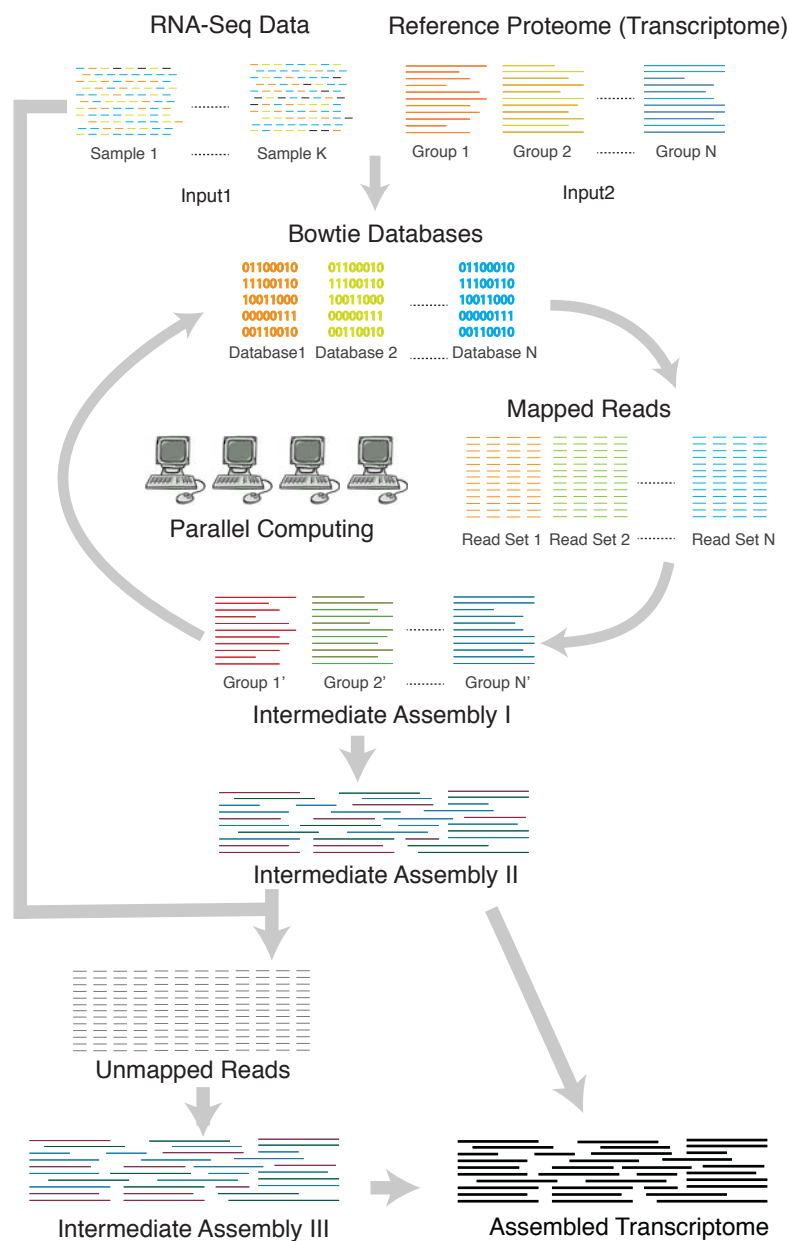 RNA-Seq Data
Reference Proteome (Transcriptome)
Sample 1
Sample K
Group 1
Group 2
Group N
Input1
Input2
Bowtie Databases
01100010 01100010 01100010
11100110 11100110 11100110
10011000 10011000 10011000
00000111 00000111 00000111
00110010 00110010 00110010
Database1 Database 2 Database N
Mapped Reads
Parallel Computing
Read Set 1 Read Set 2 Read Set N
Group 1' Group 2' Group N'
Intermediate Assembly I
Intermediate Assembly II
Unmapped Reads
Intermediate Assembly III
Assembled Transcriptome